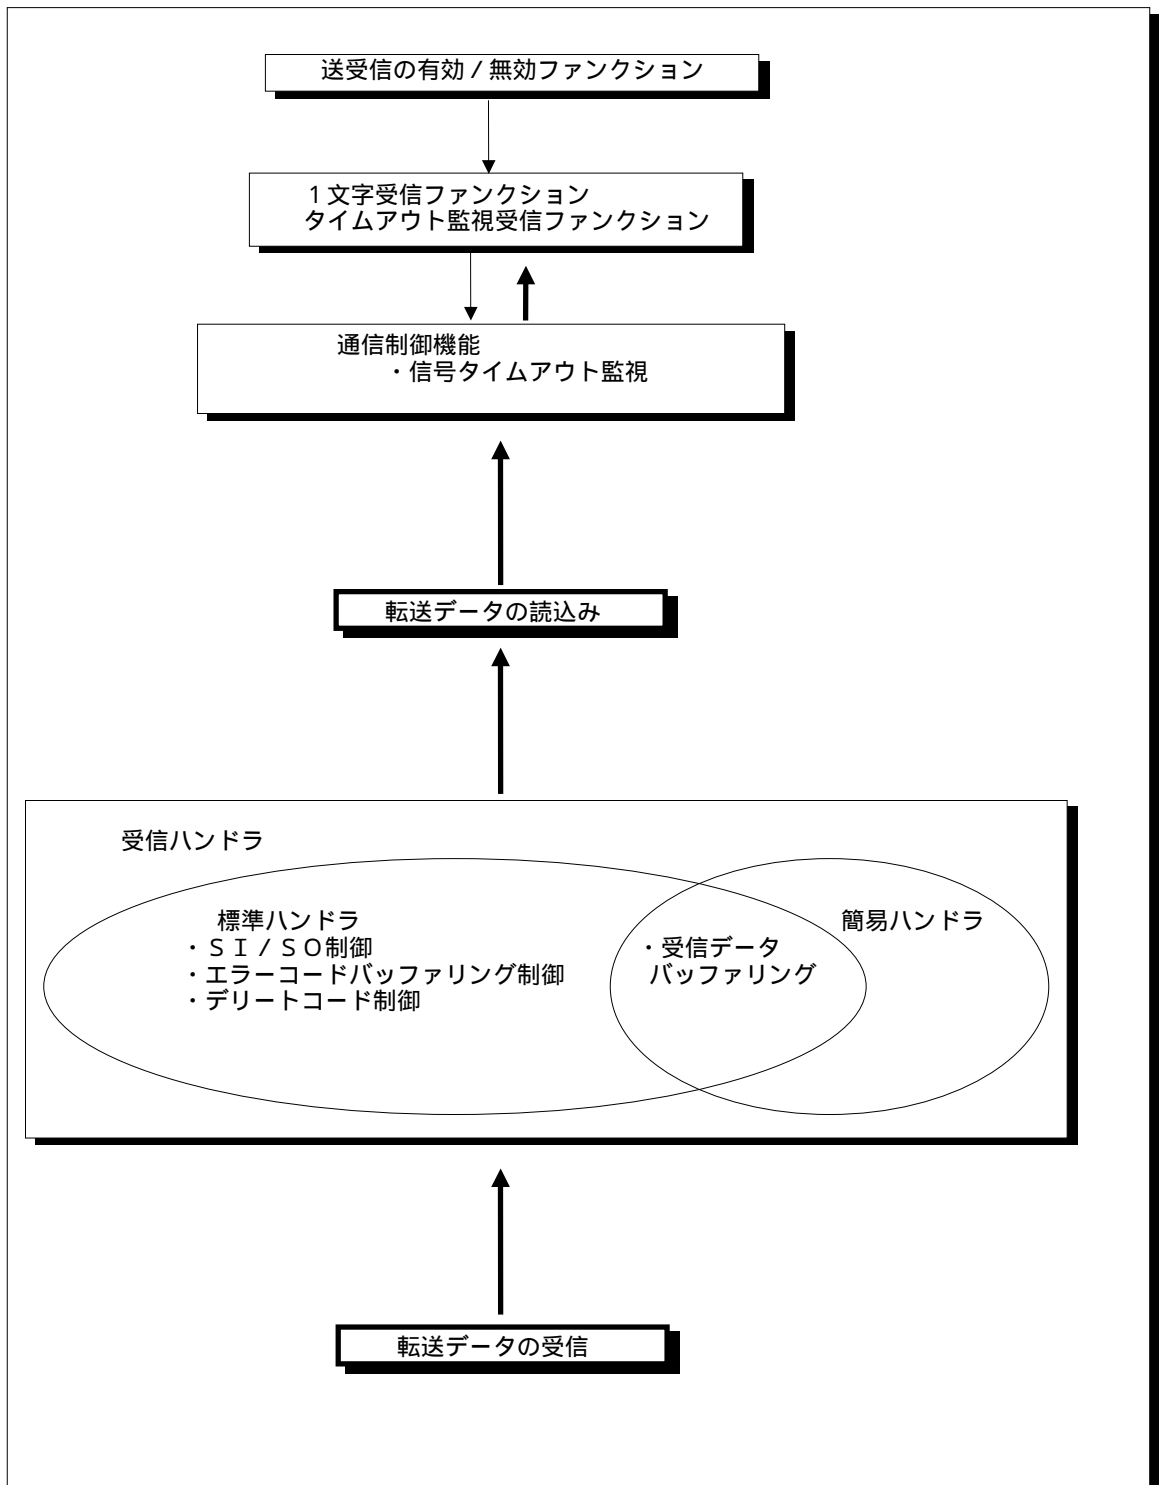 送受信の有効/無効ファンクション
1文字受信ファンクション
タイムアウト監視受信ファンクション
通信制御機能
・信号タイムアウト監視
転送データの読込み
受信ハンドラ
標準ハンドラ
・SI/SO制御
・エラーコードバッファリング制御
・デリートコード制御
・受信データ
バッファリング
簡易ハンドラ
転送データの受信